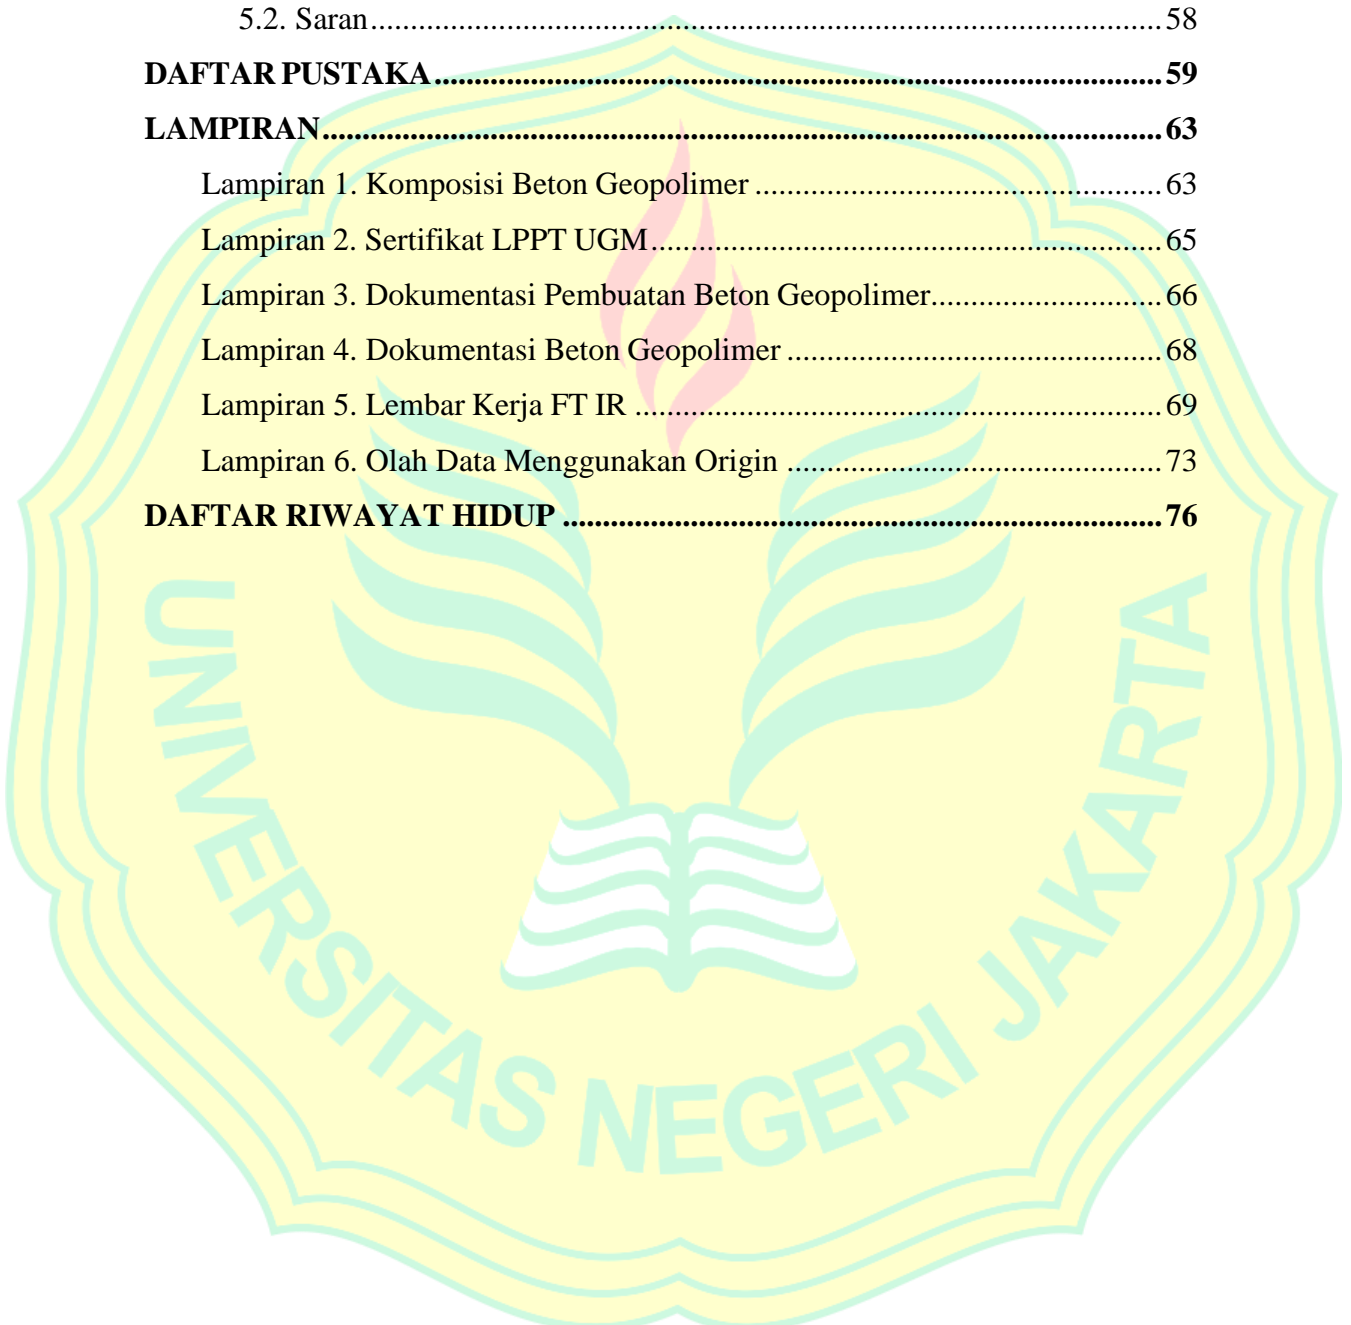 5.2. Saran........................................................................................................58
DAFTAR PUSTAKA...........................................................................................59
LAMPIRAN.........................................................................................................63
Lampiran 1. Komposisi Beton Geopolimer ...................................................63
Lampiran 2. Sertifikat LPPT UGM................................................................65
Lampiran 3. Dokumentasi Pembuatan Beton Geopolimer.............................66
Lampiran 4. Dokumentasi Beton Geopolimer ...............................................68
Lampiran 5. Lembar Kerja FT IR ..................................................................69
Lampiran 6. Olah Data Menggunakan Origin ...............................................73
DAFTAR RIWAYAT HIDUP ...........................................................................76
UNIVERSITAS NEGERI JAKARTA